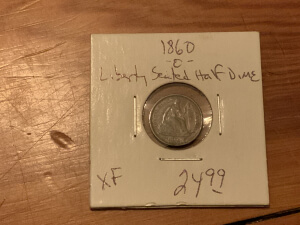 1860
-O-
Liberty Seated Half Dime
XF 2499